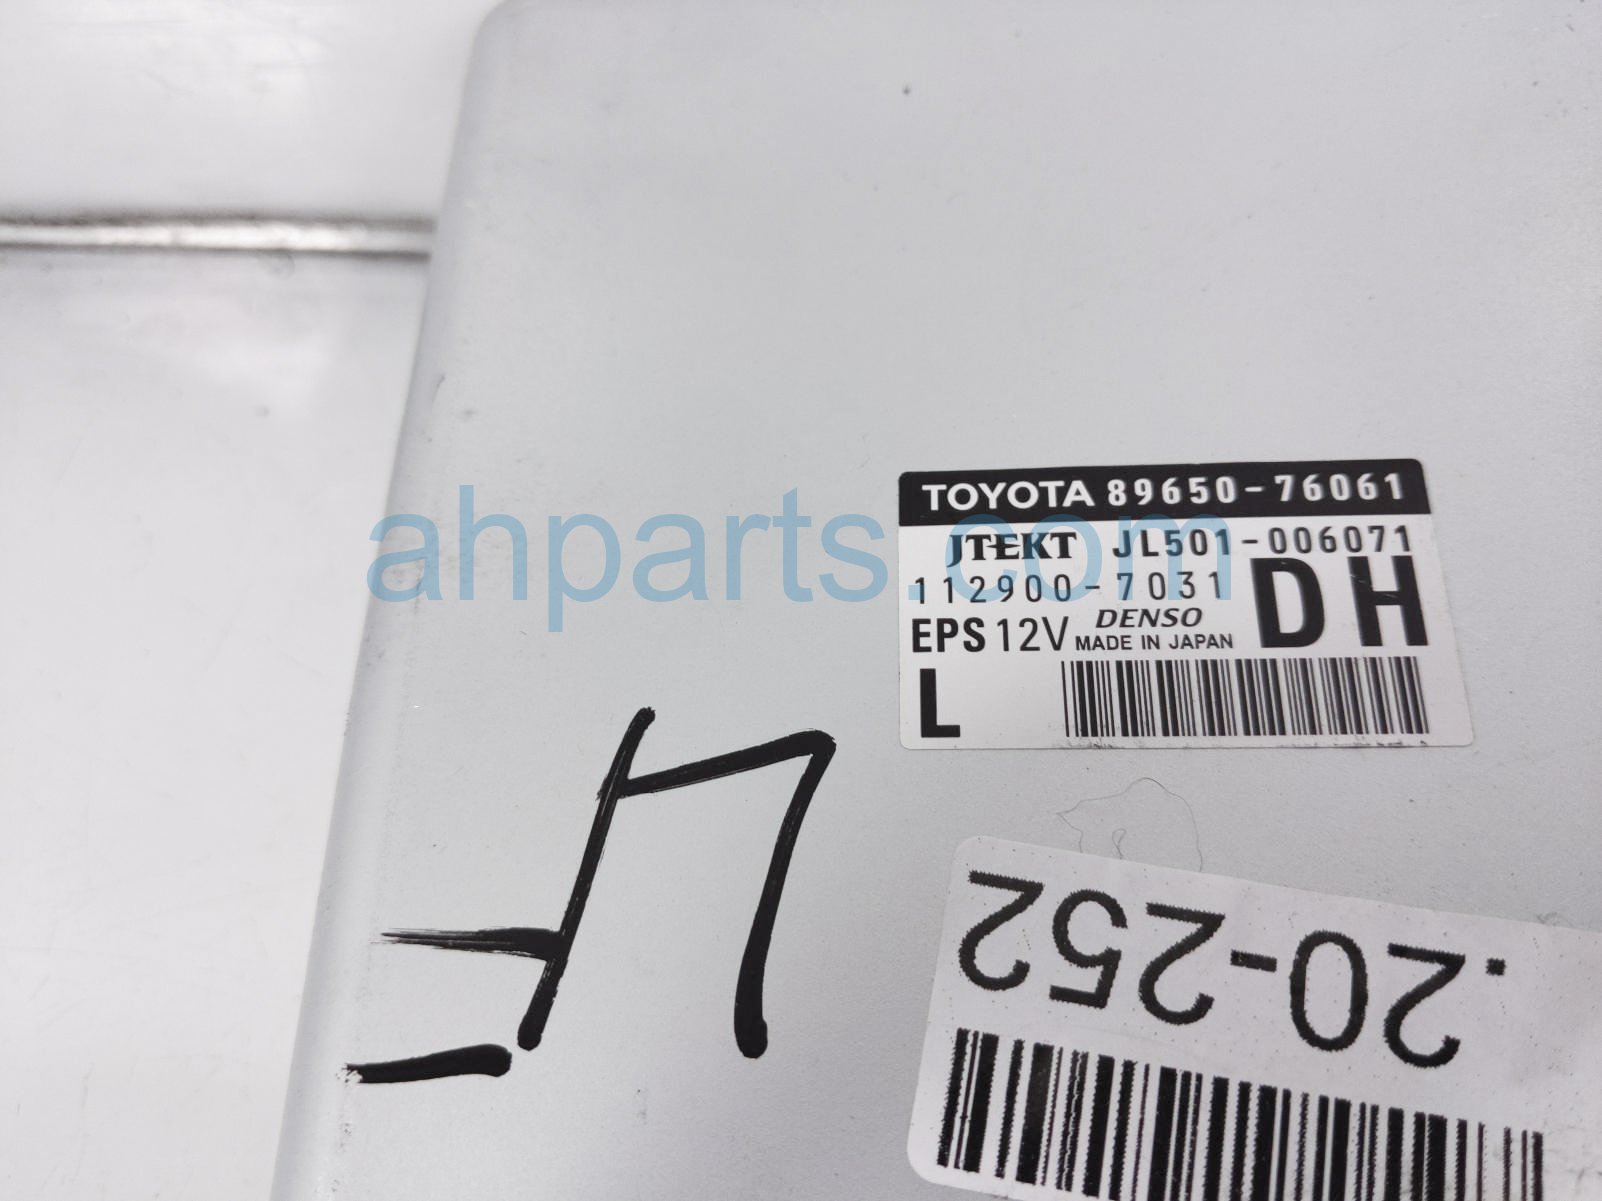 TOYOTA 89650-76061
JTEKT JL501-006071
112900-7031 DH
EPS 12V DENSO
MADE IN JAPAN
L
ahparts.com
.20-252